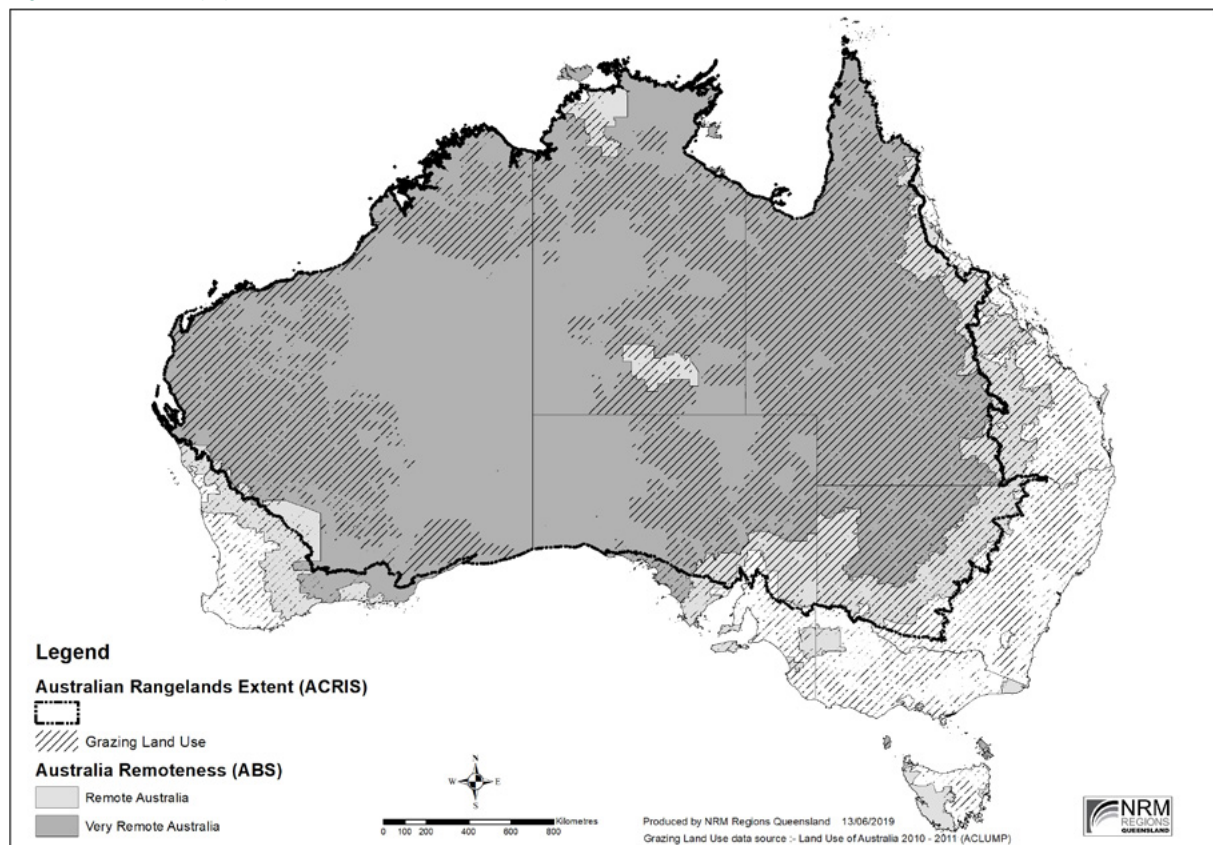 Legend
Australian Rangelands Extent (ACRIS)
Grazing Land Use
Australia Remoteness (ABS)
Remote Australia
Very Remote Australia
N
W E
S
Kilometres
0 100 200 400 600 800
Produced by NRM Regions Queensland 13/06/2019
Grazing Land Use data source :- Land Use of Australia 2010 - 2011 (ACLUMP)
NRM
REGIONS
QUEENSLAND